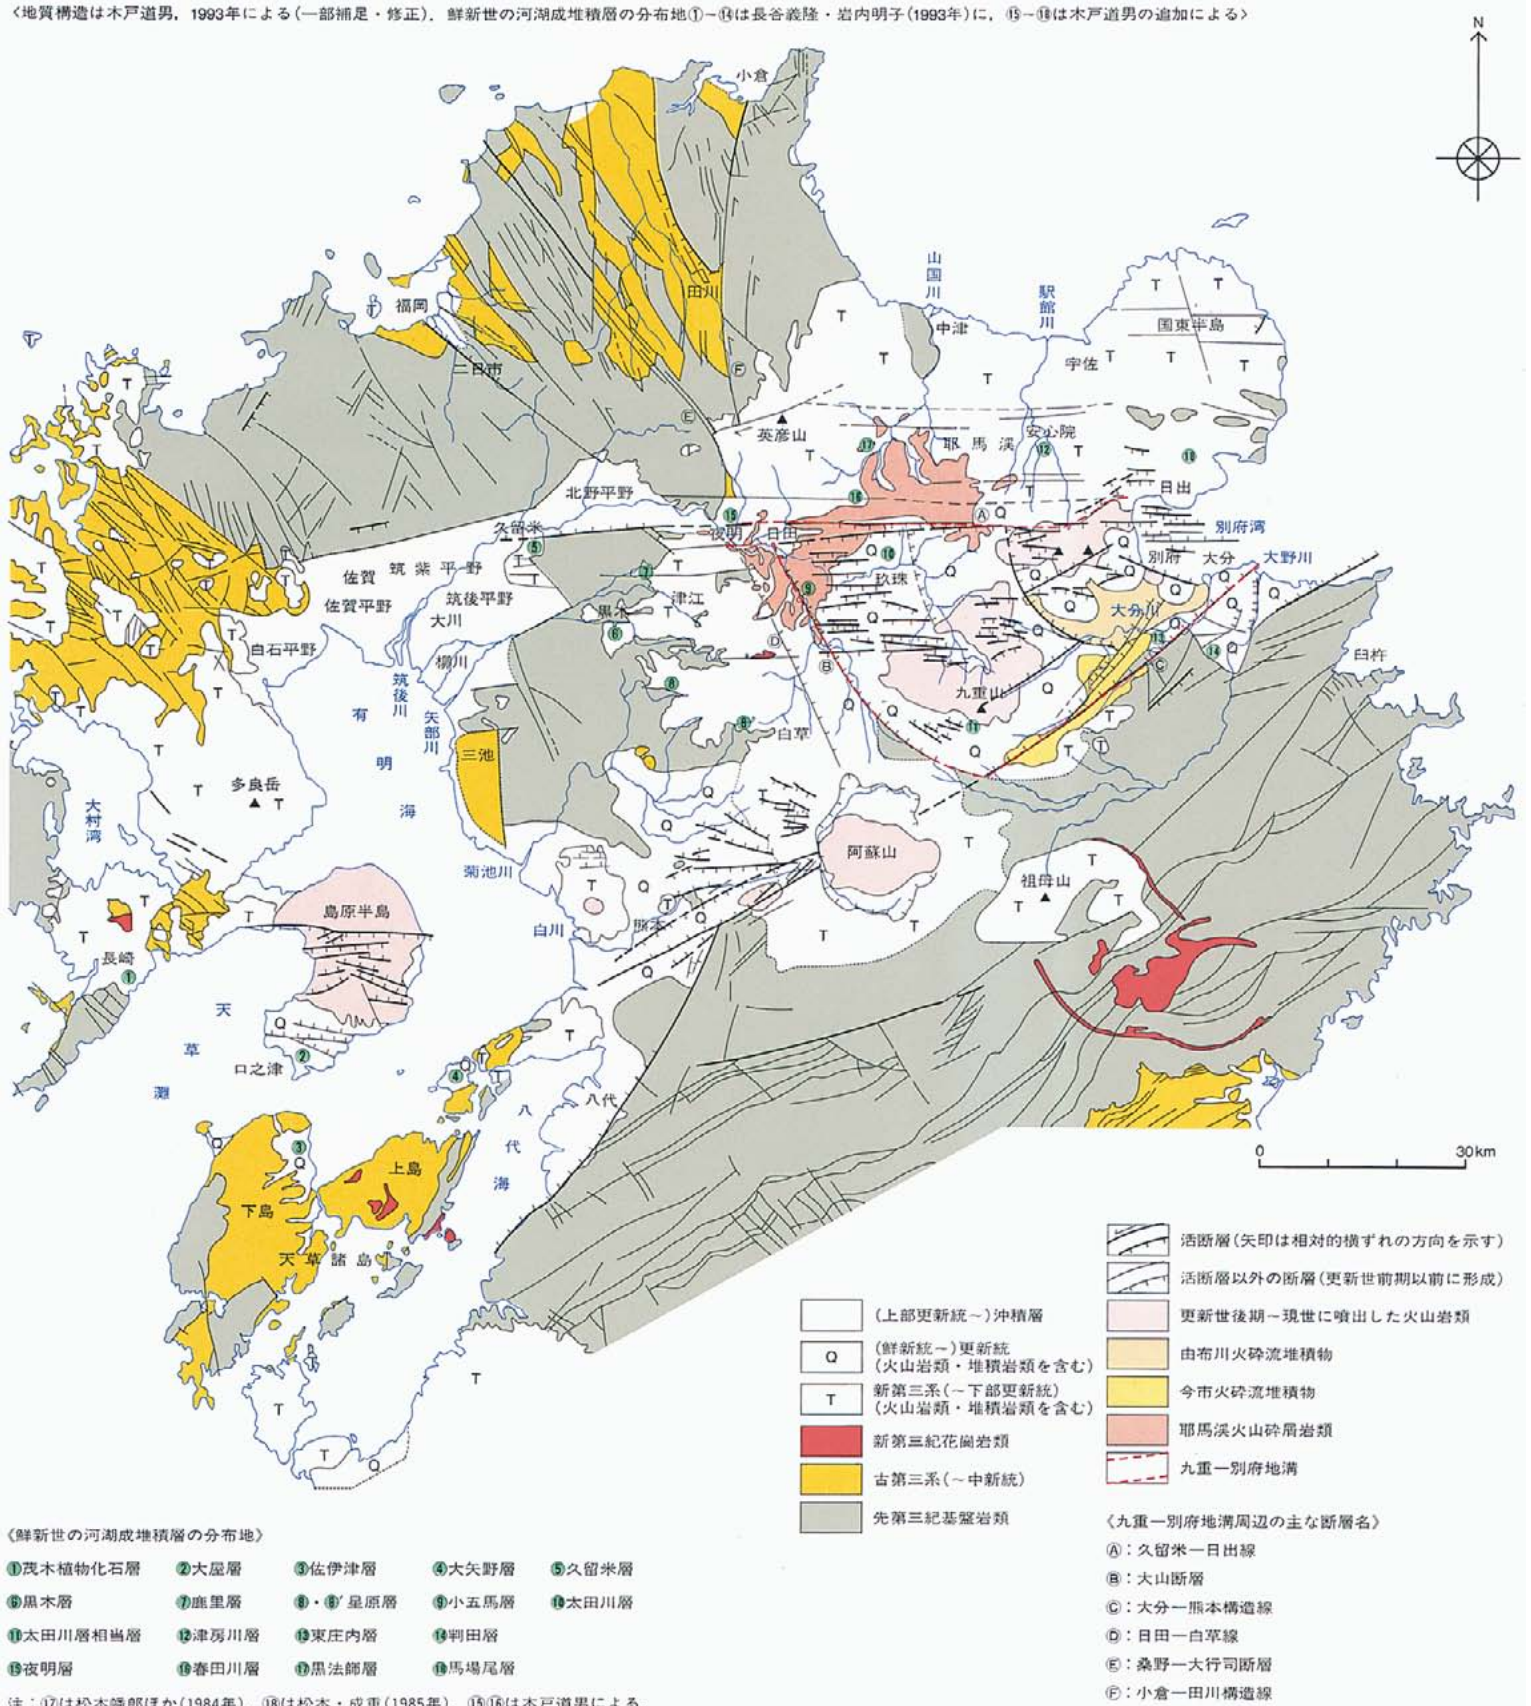 <地質構造は木戸道男, 1993年による(一部補足・修正). 鮮新世の河湖成堆積層の分布地①-⑭は長谷義隆・岩内明子(1993年)に, ⑮-⑱は木戸道男の追加による>
N
小倉
山国川
駅館川
福岡
田川
T
中津
国東半島
宇佐
二日市
英彦山
耶馬渓
安心院
北野平野
日出
久留米
夜明
日田
別府湾
佐賀
筑紫平野
玖珠
別府
大分
大野川
佐賀平野
筑後平野
津江
黒木
大分川
大川
白石平野
柳川
臼杵
筑後川
矢部川
有明海
九重山
三池
白草
多良岳
大村湾
菊池川
阿蘇山
祖母山
島原半島
白川
熊本
長崎
天草灘
口之津
八代
八代海
上島
下島
天草諸島
0 30km
(上部更新統~)沖積層
Q (鮮新統~)更新統
(火山岩類・堆積岩類を含む)
T 新第三系(~下部更新統)
(火山岩類・堆積岩類を含む)
新第三紀花崗岩類
古第三系(~中新統)
先第三紀基盤岩類
活断層(矢印は相対的横ずれの方向を示す)
活断層以外の断層(更新世前期以前に形成)
更新世後期-現世に噴出した火山岩類
由布川火砕流堆積物
今市火砕流堆積物
耶馬渓火山砕屑岩類
九重ー別府地溝
《鮮新世の河湖成堆積層の分布地》
①茂木植物化石層 ②大屋層 ③佐伊津層 ④大矢野層 ⑤久留米層
⑥黒木層 ⑦鹿里層 ⑧・⑧′星原層 ⑨小五馬層 ⑩太田川層
⑪太田川層相当層 ⑫津房川層 ⑬東庄内層 ⑭判田層
⑮夜明層 ⑯春田川層 ⑰黒法師層 ⑱馬場尾層
《九重ー別府地溝周辺の主な断層名》
Ⓐ:久留米ー日出線
Ⓑ:大山断層
Ⓒ:大分ー熊本構造線
Ⓓ:日田ー白草線
Ⓔ:桑野ー大行司断層
Ⓕ:小倉ー田川構造線